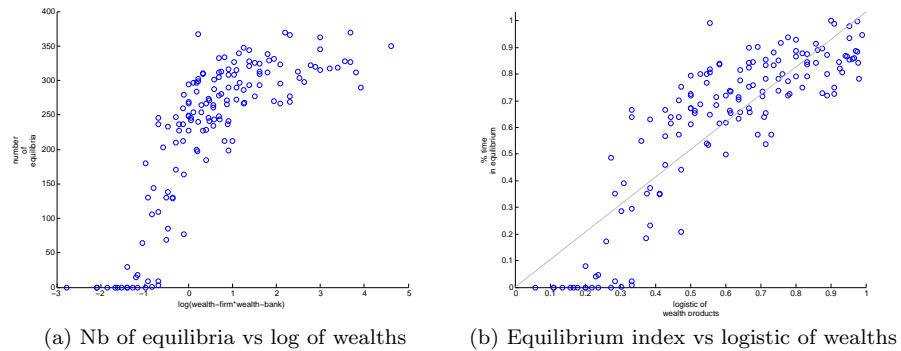 400
350
300
250
200
150
100
50
0
number
of
equilibria
−3 −2 −1 0 1 2 3 4 5
log(wealth−firm*wealth−bank)
(a) Nb of equilibria vs log of wealths
1%
0.9%
0.8%
0.7%
0.6%
0.5%
0.4%
0.3%
0.2%
0.1%
0%
% time
in equilibrium
0 0.1 0.2 0.3 0.4 0.5 0.6 0.7 0.8 0.9 1
logistic of
wealth products
(b) Equilibrium index vs logistic of wealths